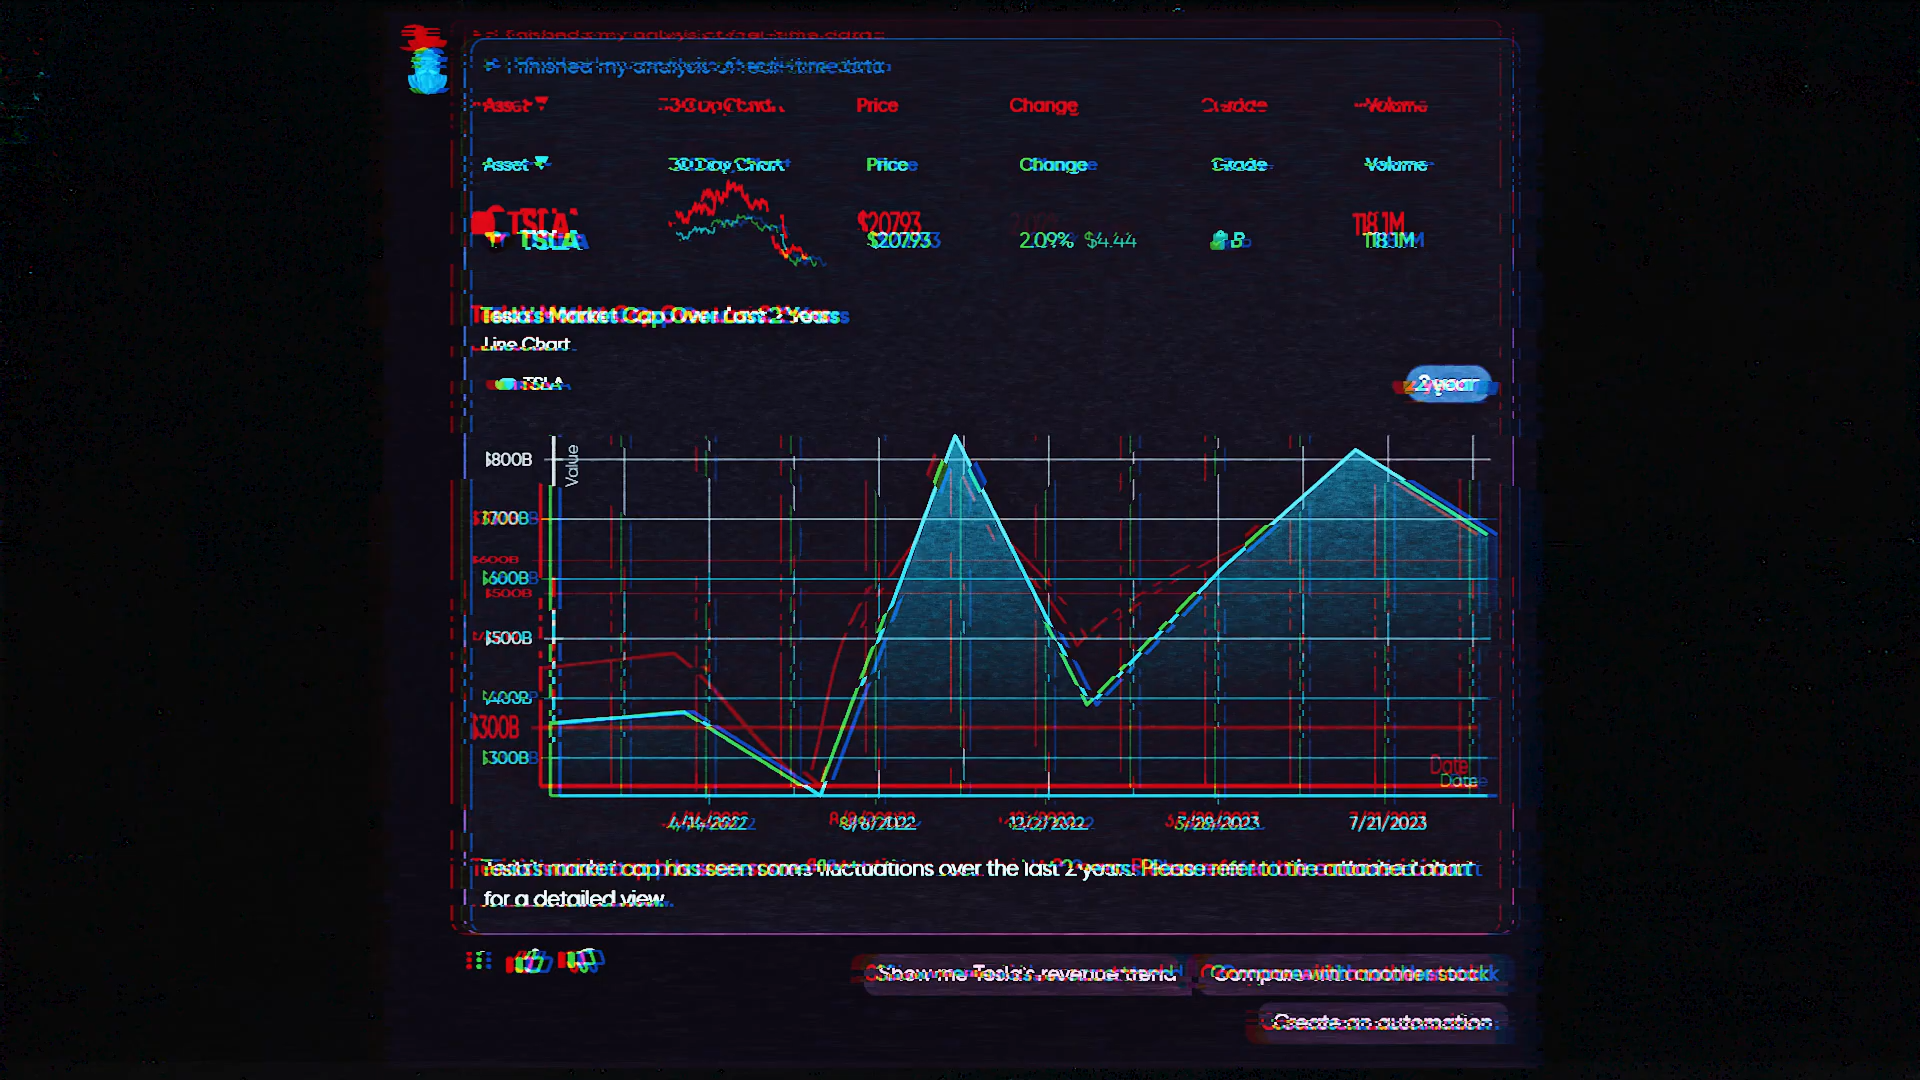 I finished my analysis of real-time data
Asset 30 Day Chart Price Change Grade Volume
TSLA $207.93 2.09% $4.44 B 118.1M
Tesla's Market Cap Over Last 2 Years
Line Chart
TSLA
2 year
Value
$800B
$700B
$600B
$500B
$400B
$300B
Date
4/14/2022 8/8/2022 12/2/2022 3/28/2023 7/21/2023
Tesla's market cap has seen some fluctuations over the last 2 years. Please refer to the attached chart
for a detailed view.
Show me Tesla's revenue trend Compare with another stock
Create an automation